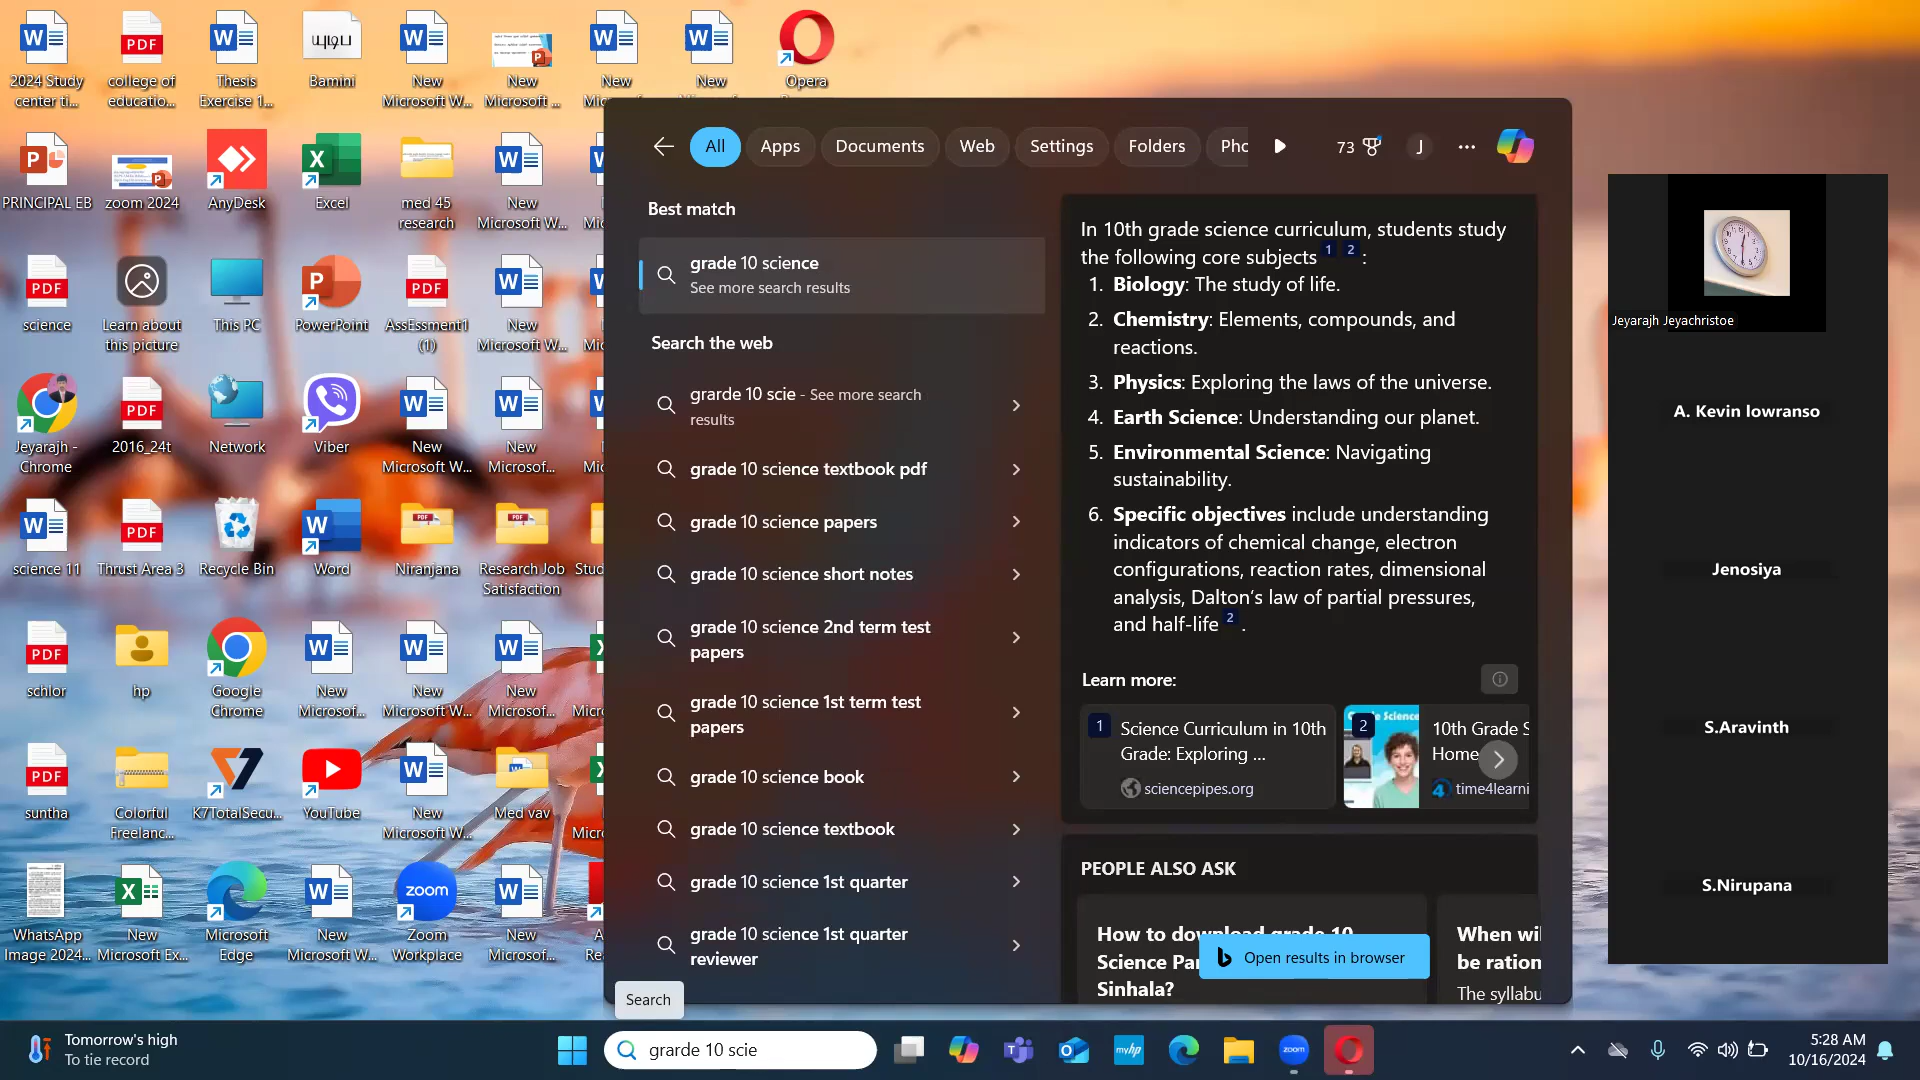 2024 Study
center ti...
college of
educatio...
Thesis
Exercise 1...
Bamini
New
Microsoft W...
New
Microsoft ...
New
New
Opera
PRINCIPAL EB
zoom 2024
AnyDesk
Excel
med 45
research
New
Microsoft W...
science
Learn about
this picture
This PC
PowerPoint
AssEssment1
(1)
New
Microsoft W...
Jeyarajh -
Chrome
2016_24t
Network
Viber
New
Microsoft W...
New
Microsof...
science 11
Thrust Area 3
Recycle Bin
Word
Niranjana
Research Job
Satisfaction
schlor
hp
Google
Chrome
New
Microsof...
New
Microsoft W...
New
Microsof...
suntha
Colorful
Freelanc...
K7TotalSecu...
YouTube
New
Microsoft W...
Med vav
WhatsApp
Image 2024...
New
Microsoft Ex...
Microsoft
Edge
New
Microsoft W...
Zoom
Workplace
New
Microsof...
All
Apps
Documents
Web
Settings
Folders
Pho
73
J
Best match
grade 10 science
See more search results
Search the web
grarde 10 scie - See more search
results
grade 10 science textbook pdf
grade 10 science papers
grade 10 science short notes
grade 10 science 2nd term test
papers
grade 10 science 1st term test
papers
grade 10 science book
grade 10 science textbook
grade 10 science 1st quarter
grade 10 science 1st quarter
reviewer
In 10th grade science curriculum, students study
the following core subjects 1 2 :
1. Biology: The study of life.
2. Chemistry: Elements, compounds, and
reactions.
3. Physics: Exploring the laws of the universe.
4. Earth Science: Understanding our planet.
5. Environmental Science: Navigating
sustainability.
6. Specific objectives include understanding
indicators of chemical change, electron
configurations, reaction rates, dimensional
analysis, Dalton's law of partial pressures,
and half-life 2 .
Learn more:
1 Science Curriculum in 10th
Grade: Exploring ...
sciencepipes.org
2 10th Grade S
Home
time4learni
PEOPLE ALSO ASK
How to download grade 10
Science Pa
Sinhala?
When wil
be ration
The syllabu
Open results in browser
Jeyarajh Jeyachristoe
A. Kevin lowranso
Jenosiya
S.Aravinth
S.Nirupana
Search
Tomorrow's high
To tie record
grarde 10 scie
5:28 AM
10/16/2024